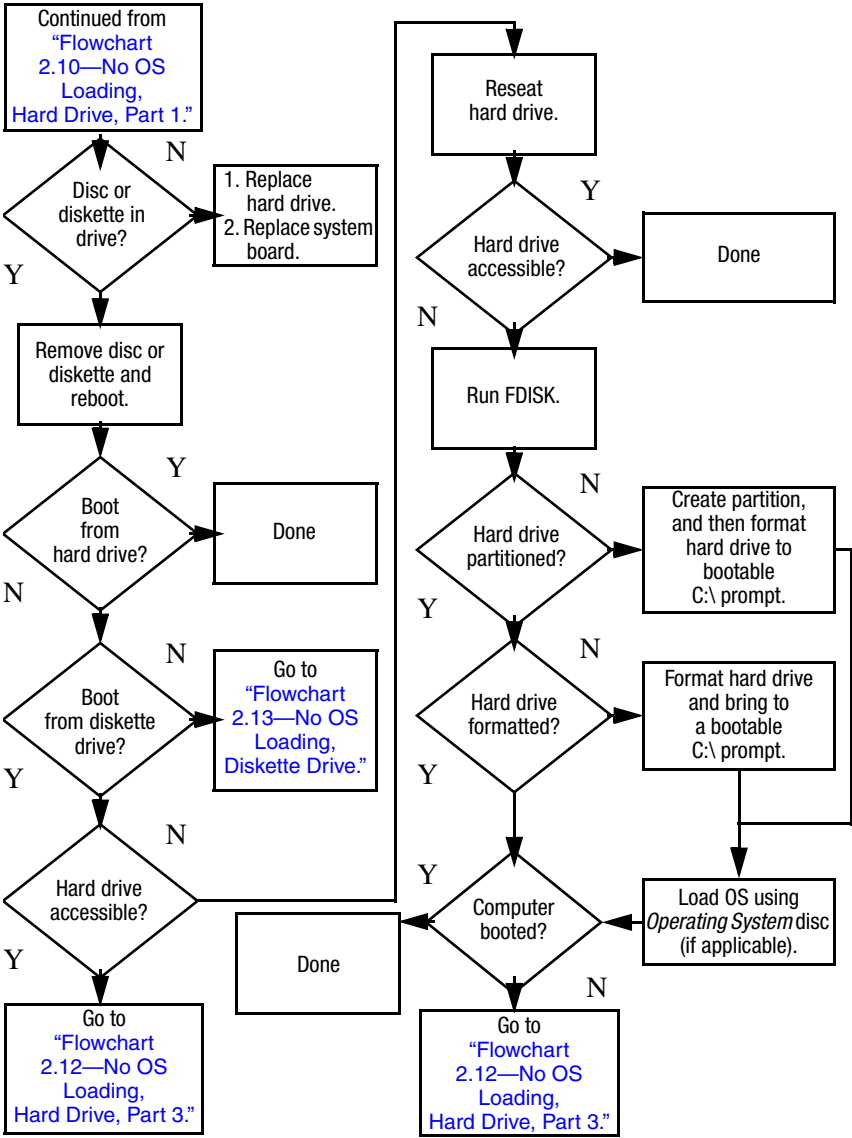 Continued from
“Flowchart
2.10—No OS
Loading,
Hard Drive, Part 1.”
N
Disc or
diskette in
drive?
1. Replace
hard drive.
2. Replace system
board.
Y
Remove disc or
diskette and
reboot.
Y
Boot
from
hard drive?
Done
N
N
Boot
from diskette
drive?
Go to
“Flowchart
2.13—No OS
Loading,
Diskette Drive.”
Y
N
Hard drive
accessible?
Y
Go to
“Flowchart
2.12—No OS
Loading,
Hard Drive, Part 3.”
Reseat
hard drive.
Y
Hard drive
accessible?
Done
N
Run FDISK.
N
Hard drive
partitioned?
Create partition,
and then format
hard drive to
bootable
C:\ prompt.
Y
N
Hard drive
formatted?
Format hard drive
and bring to
a bootable
C:\ prompt.
Y
Y
Computer
booted?
Load OS using
Operating System disc
(if applicable).
Done
N
Go to
“Flowchart
2.12—No OS
Loading,
Hard Drive, Part 3.”